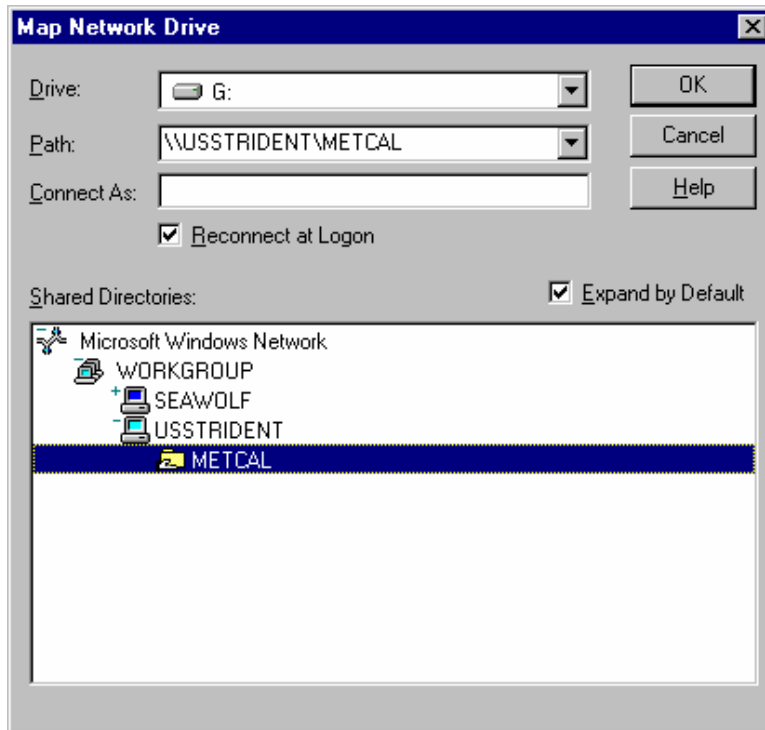 Map Network Drive
Drive: G: OK
Path: \\USSTRIDENT\METCAL Cancel
Connect As: Help
Reconnect at Logon
Shared Directories: Expand by Default
Microsoft Windows Network
WORKGROUP
SEAWOLF
USSTRIDENT
METCAL